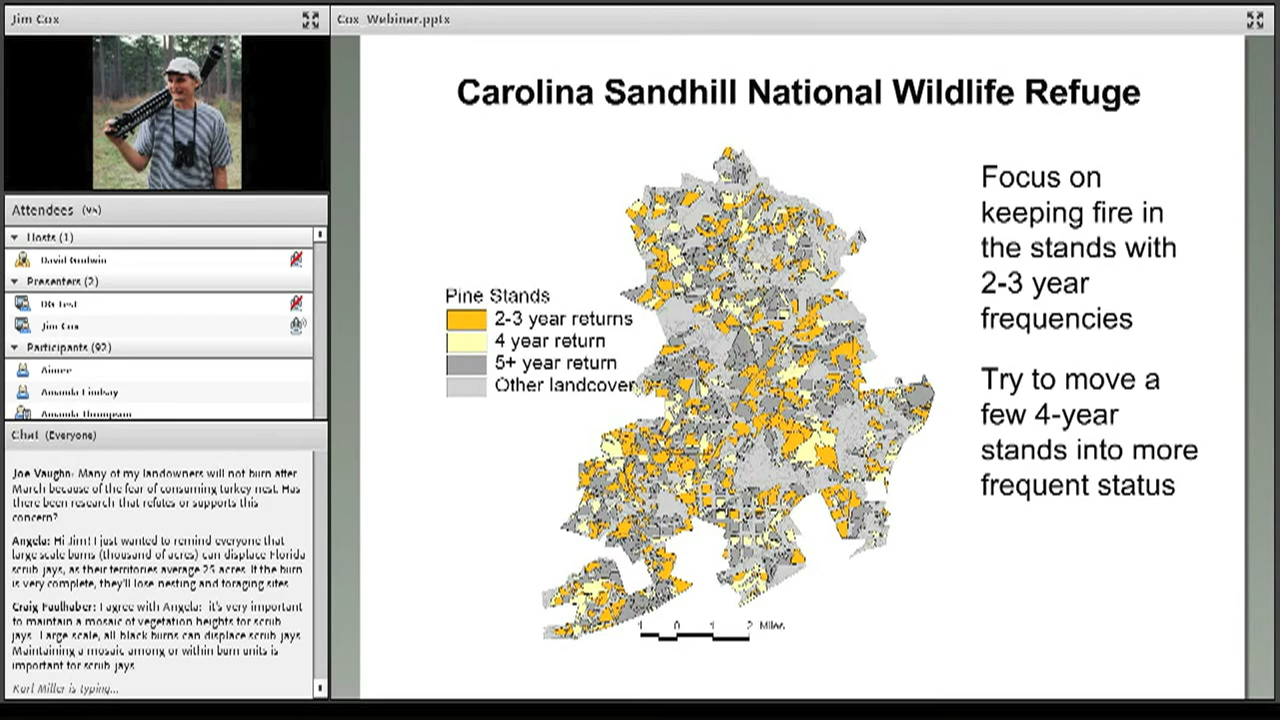 Jim Cox
Cox_Webinar.pptx
Attendees
Hosts (1)
David Godwin
Presenters (2)
Jim Cox
Participants (92)
Aimee
Amanda Lindsay
Amanda Thompson
Chat (Everyone)
Joe Vaughn: Many of my landowners will not burn after
March because of the fear of consuming turkey nest. Has
there been research that refutes or supports this
concern?
Angela: Hi Jim! I just wanted to remind everyone that
large scale burns (thousand of acres) can displace Florida
scrub jays, as their territories average 25 acres. If the burn
is very complete, they'll lose nesting and foraging sites
Craig Faulhaber: I agree with Angela: it's very important
to maintain a mosaic of vegetation heights for scrub
jays. Large scale, all black burns can displace scrub jays.
Maintaining a mosaic among or within burn units is
important for scrub jays
Karl Miller is typing...
Carolina Sandhill National Wildlife Refuge
Pine Stands
2-3 year returns
4 year return
5+ year return
Other landcover
1 0 1 2 Miles
Focus on
keeping fire in
the stands with
2-3 year
frequencies
Try to move a
few 4-year
stands into more
frequent status